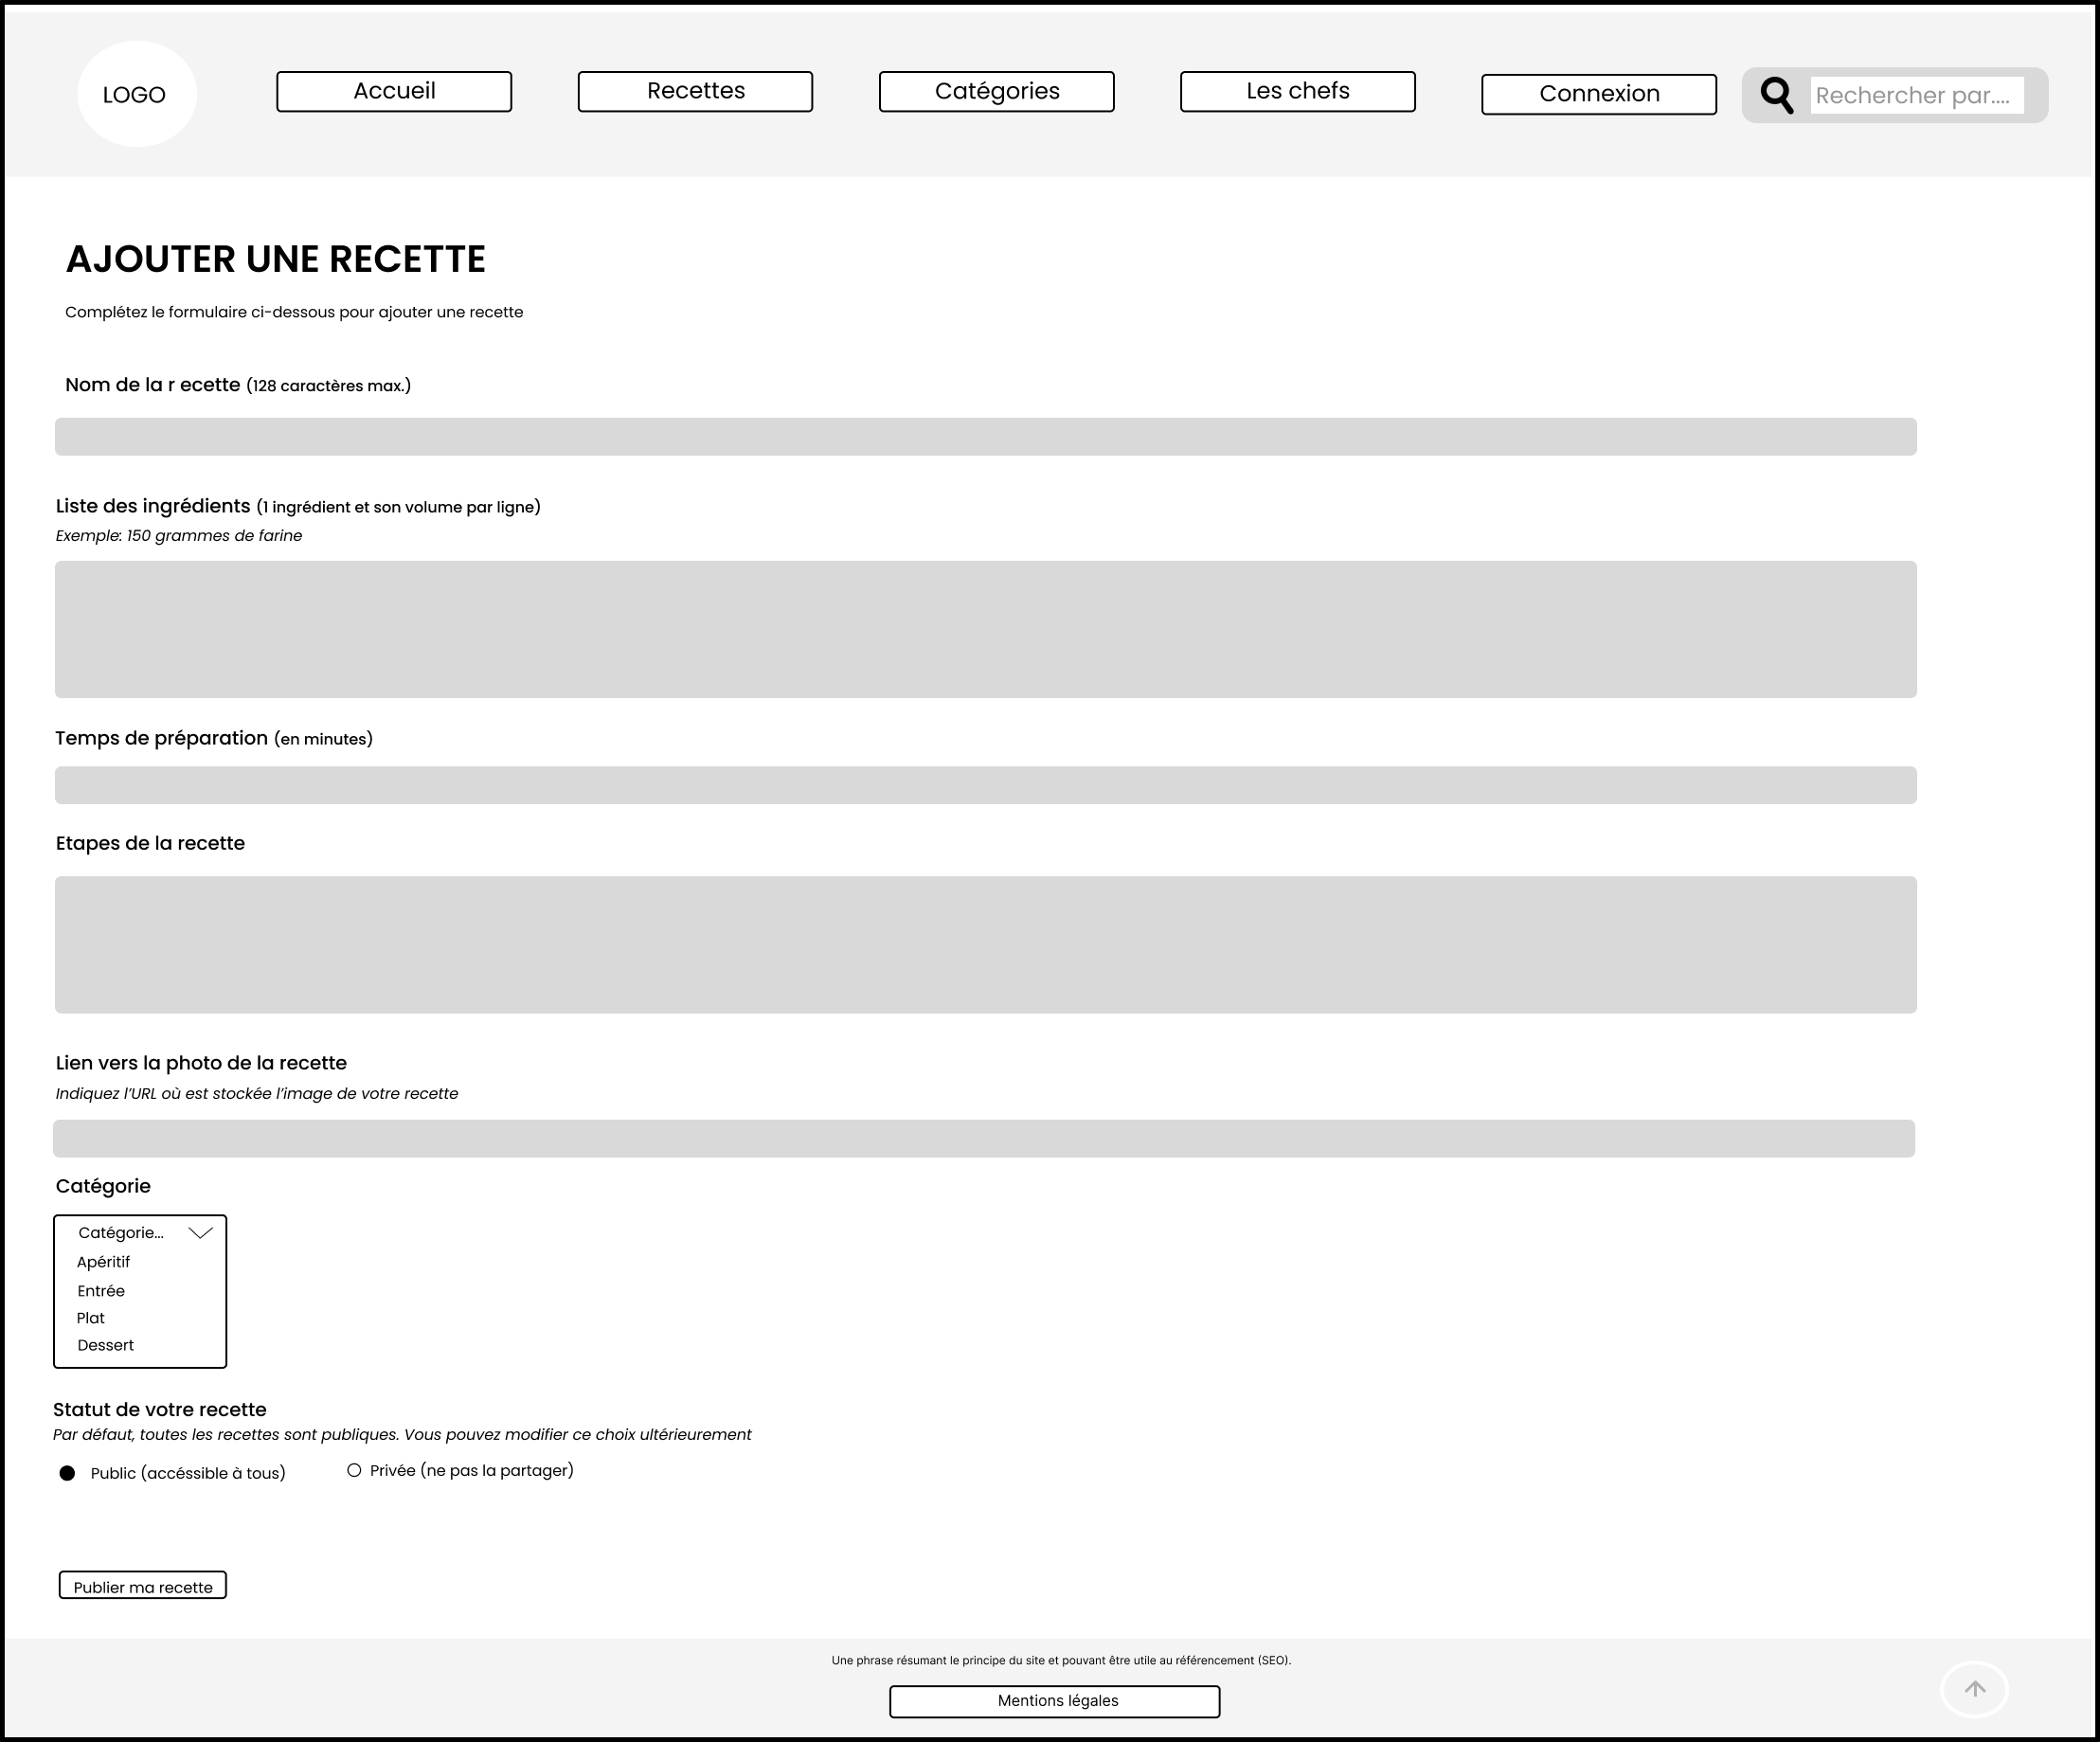 LOGO
Accueil
Recettes
Catégories
Les chefs
Connexion
Rechercher par....
AJOUTER UNE RECETTE
Complétez le formulaire ci-dessous pour ajouter une recette
Nom de la r ecette (128 caractères max.)
Liste des ingrédients (1 ingrédient et son volume par ligne)
Exemple: 150 grammes de farine
Temps de préparation (en minutes)
Etapes de la recette
Lien vers la photo de la recette
Indiquez l’URL où est stockée l’image de votre recette
Catégorie
Catégorie...
Apéritif
Entrée
Plat
Dessert
Statut de votre recette
Par défaut, toutes les recettes sont publiques. Vous pouvez modifier ce choix ultérieurement
Public (accéssible à tous)
Privée (ne pas la partager)
Publier ma recette
Une phrase résumant le principe du site et pouvant être utile au référencement (SEO).
Mentions légales